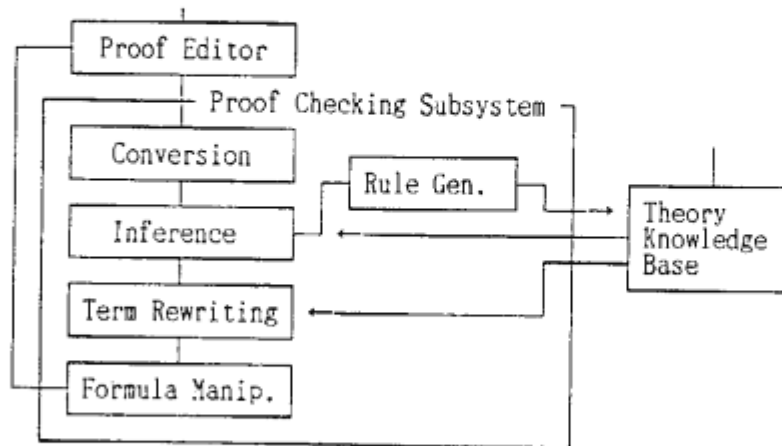 Proof Editor
Proof Checking Subsystem
Conversion
Rule Gen.
Inference
Theory
Knowledge
Base
Term Rewriting
Formula Manip.